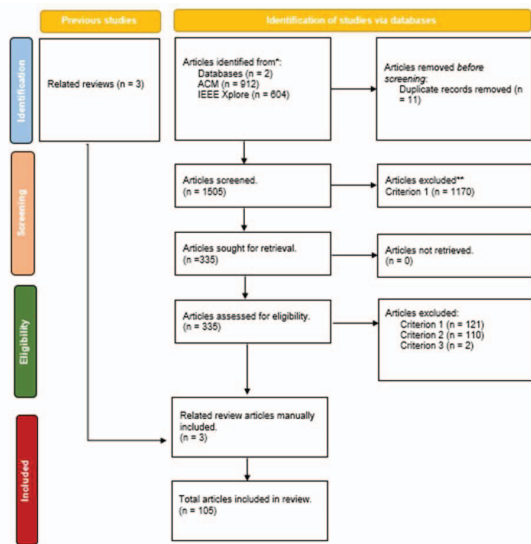 Previous studies
Identification of studies via databases
Identification
Related reviews (n = 3)
Articles identified from*:
Databases (n = 2)
ACM (n = 912)
IEEE Xplore (n = 604)
Articles removed before
screening:
Duplicate records removed (n
= 11)
Screening
Articles screened.
(n = 1505)
Articles excluded**
Criterion 1 (n = 1170)
Articles sought for retrieval.
(n =335)
Articles not retrieved.
(n = 0)
Eligibility
Articles assessed for eligibility.
(n = 335)
Articles excluded:
Criterion 1 (n = 121)
Criterion 2 (n = 110)
Criterion 3 (n = 2)
Included
Related review articles manually
included.
(n = 3)
Total articles included in review.
(n = 105)